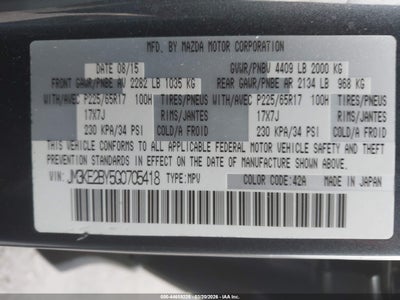 MFD. BY MAZDA MOTOR CORPORATION
DATE 08/15 GVWR/PNBV 4409 LB 2000 KG
FRONT GAWR/PNBE AV 2282 LB 1035 KG REAR GAWR/PNBE AR 2134 LB 968 KG
WITH/AVEC P225/65R17 100H TIRES/PNEUS WITH/AVEC P225/65R17 100H TIRES/PNEUS
17X7J RIMS/JANTES 17X7J RIMS/JANTES
230 KPA/34 PSI COLD/A FROID 230 KPA/34 PSI COLD/A FROID
THIS VEHICLE CONFORMS TO ALL APPLICABLE FEDERAL MOTOR VEHICLE SAFETY, BUMPER, AND THEFT
PREVENTION STANDARDS IN EFFECT ON THE DATE OF MANUFACTURE SHOWN ABOVE.
VIN: JM3KE2BY5G0705418 TYPE: MPV COLOR CODE: 42A MADE IN JAPAN